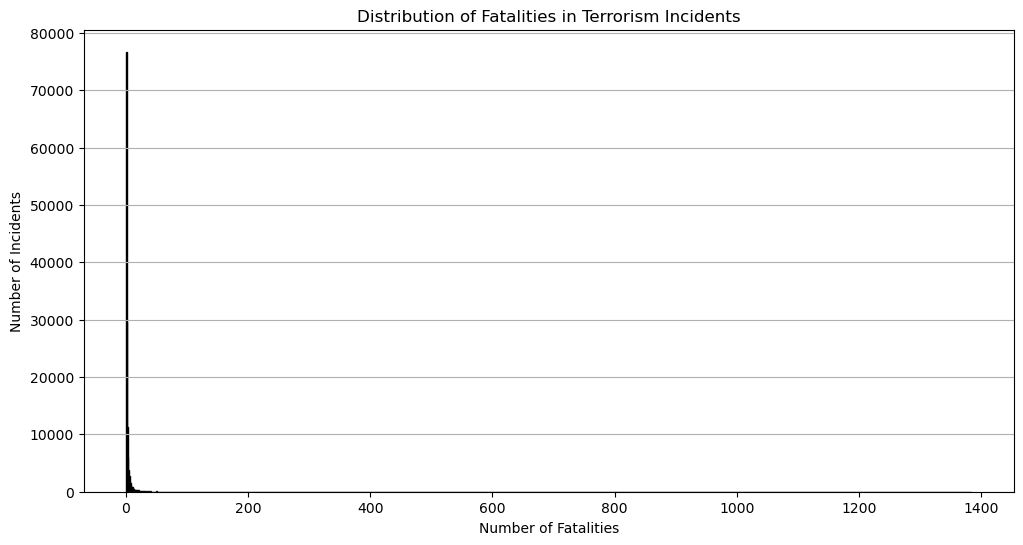 Distribution of Fatalities in Terrorism Incidents
80000
70000
60000
50000
40000
30000
20000
10000
0
Number of Incidents
0 200 400 600 800 1000 1200 1400
Number of Fatalities